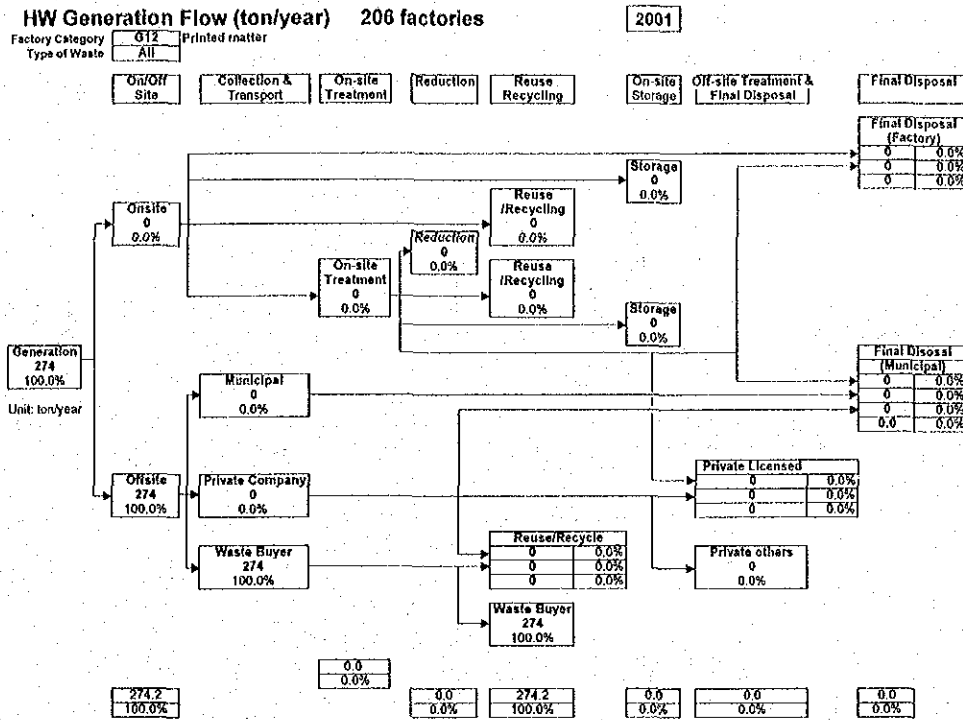 HW Generation Flow (ton/year) 206 factories 2001
Factory Category G12 Printed matter
Type of Waste All
On/Off Site
Collection & Transport
On-site Treatment
Reduction
Reuse Recycling
On-site Storage
Off-site Treatment & Final Disposal
Final Disposal
Final Disposal
(Factory)
0 0.0%
0 0.0%
0 0.0%
Storage
0
0.0%
Onsite
0
0.0%
Reuse
/Recycling
0
0.0%
Reduction
0
0.0%
On-site
Treatment
0
0.0%
Reuse
/Recycling
0
0.0%
Storage
0
0.0%
Generation
274
100.0%
Unit: ton/year
Municipal
0
0.0%
Final Disosal
(Municipal)
0 0.0%
0 0.0%
0 0.0%
0.0 0.0%
Offsite
274
100.0%
Private Company
0
0.0%
Private Licensed
0 0.0%
0 0.0%
0 0.0%
Waste Buyer
274
100.0%
Reuse/Recycle
0 0.0%
0 0.0%
0 0.0%
Private others
0
0.0%
Waste Buyer
274
100.0%
0.0
0.0%
274.2 0.0 274.2 0.0 0.0 0.0
100.0% 0.0% 100.0% 0.0% 0.0% 0.0%